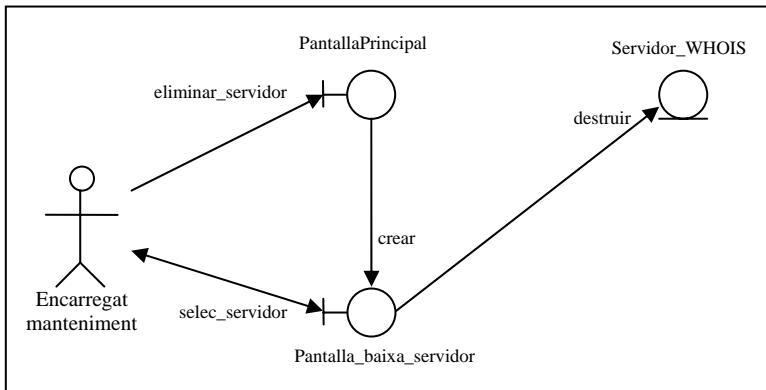 PantallaPrincipal
Servidor_WHOIS
eliminar_servidor
destruir
crear
Encarregat
manteniment
selec_servidor
Pantalla_baixa_servidor